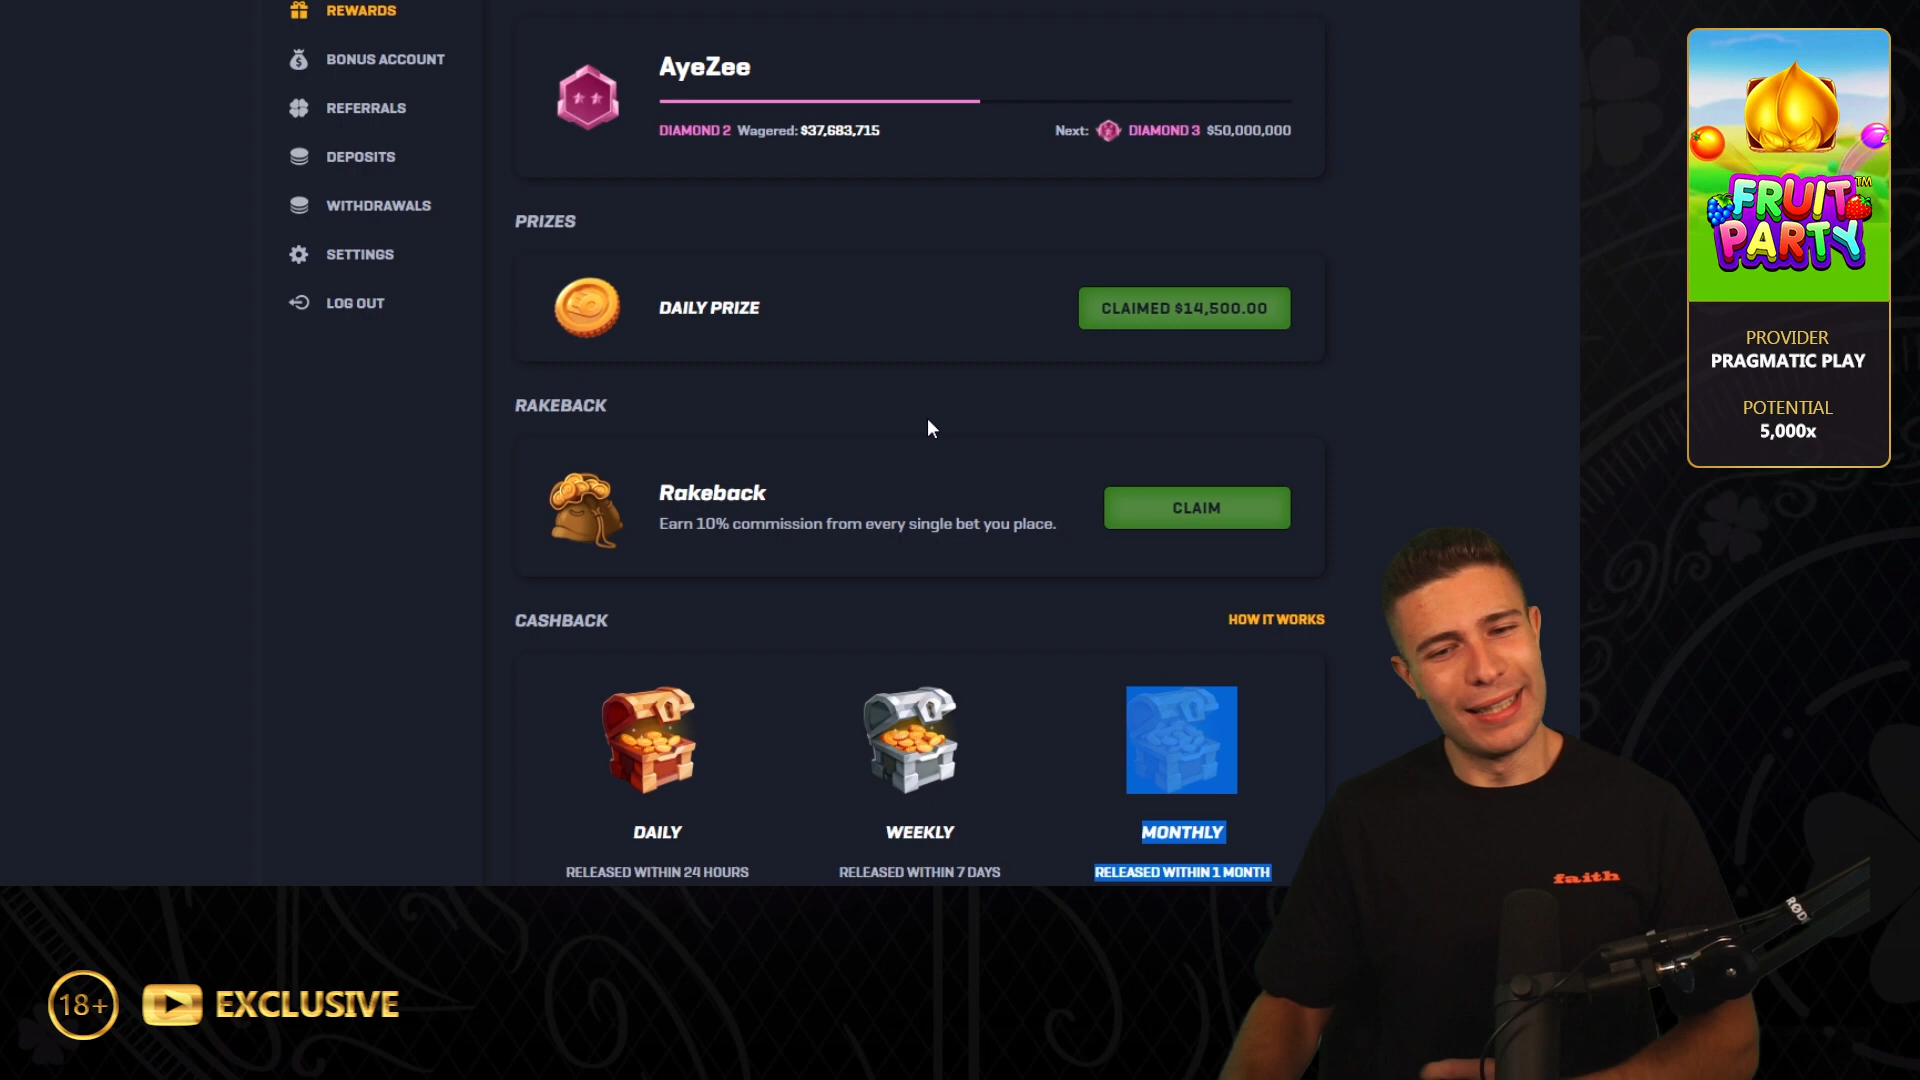 REWARDS
BONUS ACCOUNT
REFERRALS
DEPOSITS
WITHDRAWALS
SETTINGS
LOG OUT
AyeZee
DIAMOND 2 Wagered: $37,683,715
Next: DIAMOND 3 $50,000,000
PRIZES
DAILY PRIZE
CLAIMED $14,500.00
RAKEBACK
Rakeback
Earn 10% commission from every single bet you place.
CLAIM
CASHBACK
HOW IT WORKS
DAILY
RELEASED WITHIN 24 HOURS
WEEKLY
RELEASED WITHIN 7 DAYS
MONTHLY
RELEASED WITHIN 1 MONTH
FRUIT
PARTY
TM
PROVIDER
PRAGMATIC PLAY
POTENTIAL
5,000x
faith
RØD
18+
EXCLUSIVE